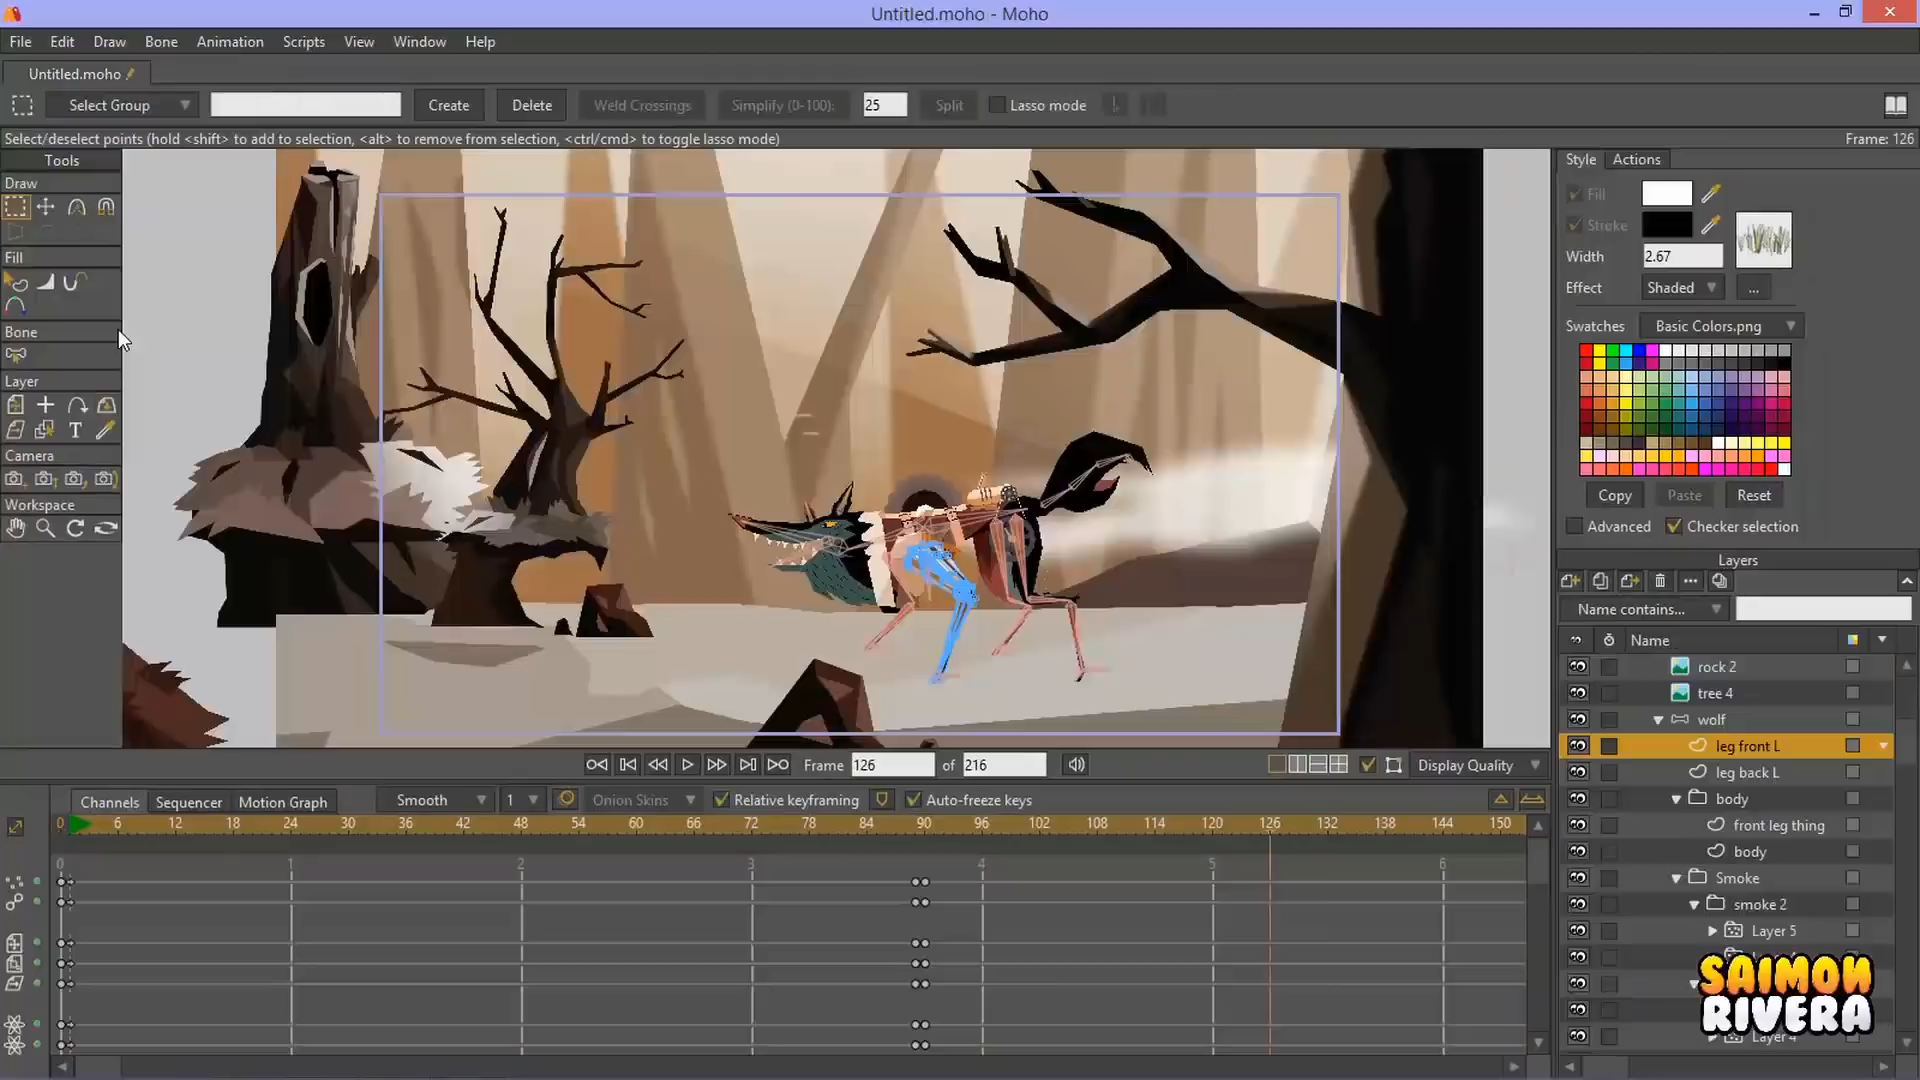 Untitled.moho - Moho
File Edit Draw Bone Animation Scripts View Window Help
Untitled.moho
Select Group Create Delete Weld Crossings Simplify (0-100): 25 Split Lasso mode
Select/deselect points (hold <shift> to add to selection, <alt> to remove from selection, <ctrl/cmd> to toggle lasso mode) Frame: 126
Tools
Draw
Fill
Bone
Layer
Camera
Workspace
Style Actions
Fill
Stroke
Width 2.67
Effect Shaded ...
Swatches Basic Colors.png
Copy Paste Reset
Advanced Checker selection
Layers
Name contains...
Name
rock 2
tree 4
wolf
leg front L
leg back L
body
front leg thing
body
Smoke
smoke 2
Layer 5
Layer 4
SAIMON
RIVERA
Frame 126 of 216 Display Quality
Channels Sequencer Motion Graph Smooth 1 Onion Skins Relative keyframing Auto-freeze keys
0 6 12 18 24 30 36 42 48 54 60 66 72 78 84 90 96 102 108 114 120 126 132 138 144 150
0 1 2 3 4 5 6